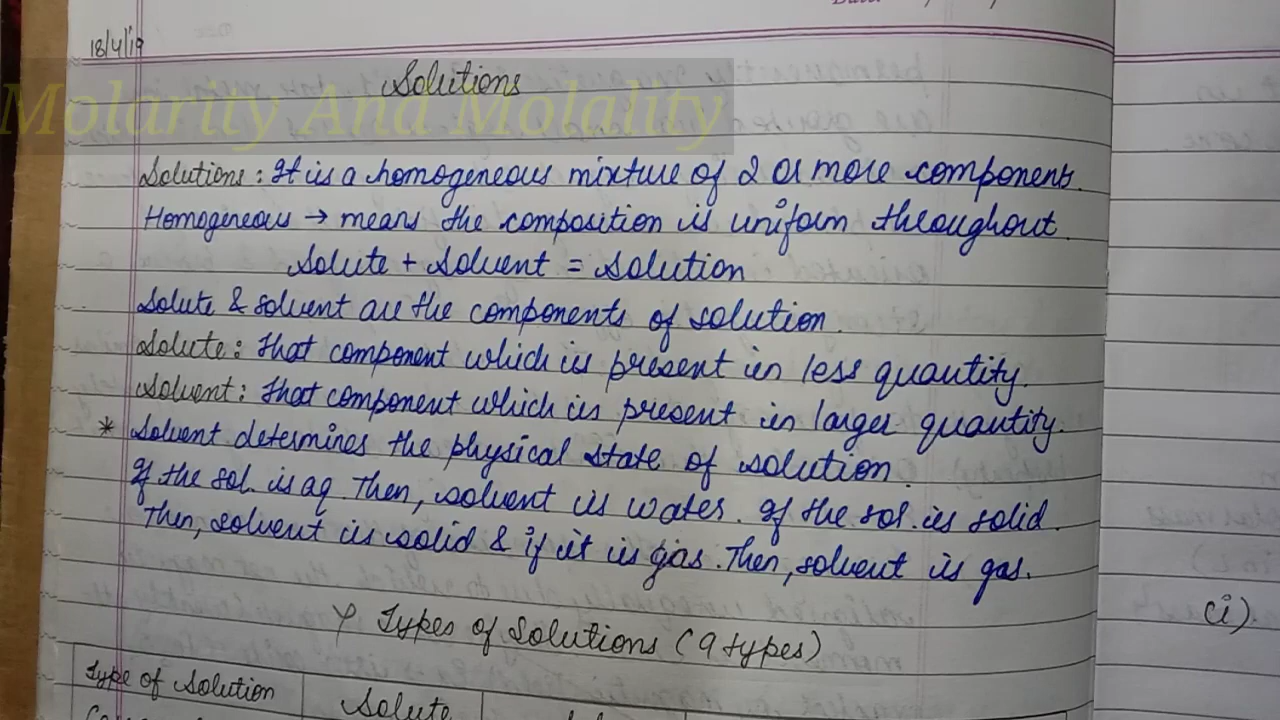 18/4/19
Solutions
Molarity And Molality
Solutions: It is a homogeneous mixture of 2 or more components.
Homogeneous → means the composition is uniform throughout.
Solute + Solvent = Solution
Solute & solvent are the components of solution.
Solute: that component which is present in less quantity.
Solvent: that component which is present in larger quantity.
* Solvent determines the physical state of solution.
If the sol. is aq. then, solvent is water. If the sol. is solid.
Then, solvent is solid & if it is gas. Then, solvent is gas.
Types of Solutions (9 types)
Type of Solution
Solute
(i)